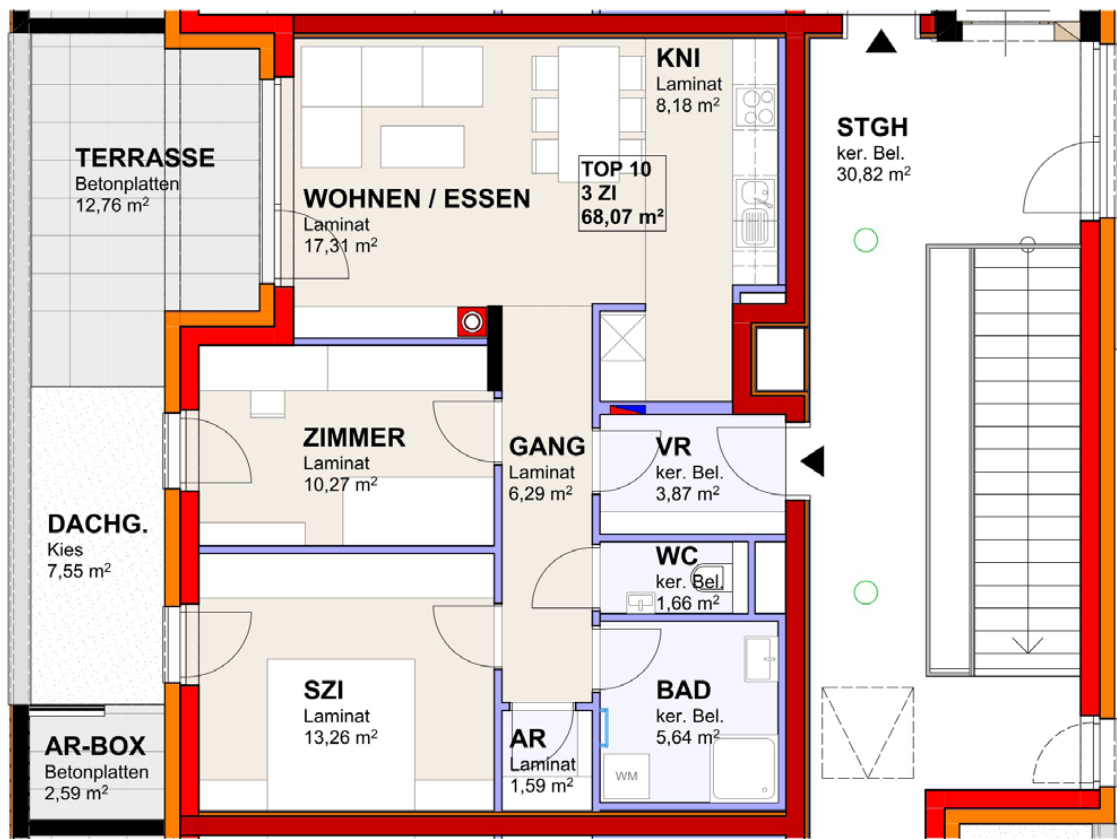 KNI
Laminat
8,18 m²
STGH
ker. Bel.
30,82 m²
TERRASSE
Betonplatten
12,76 m²
TOP 10
3 ZI
68,07 m²
WOHNEN / ESSEN
Laminat
17,31 m²
ZIMMER
Laminat
10,27 m²
GANG
Laminat
6,29 m²
VR
ker. Bel.
3,87 m²
DACHG.
Kies
7,55 m²
WC
ker. Bel.
1,66 m²
SZI
Laminat
13,26 m²
BAD
ker. Bel.
5,64 m²
AR-BOX
Betonplatten
2,59 m²
AR
Laminat
1,59 m²
WM